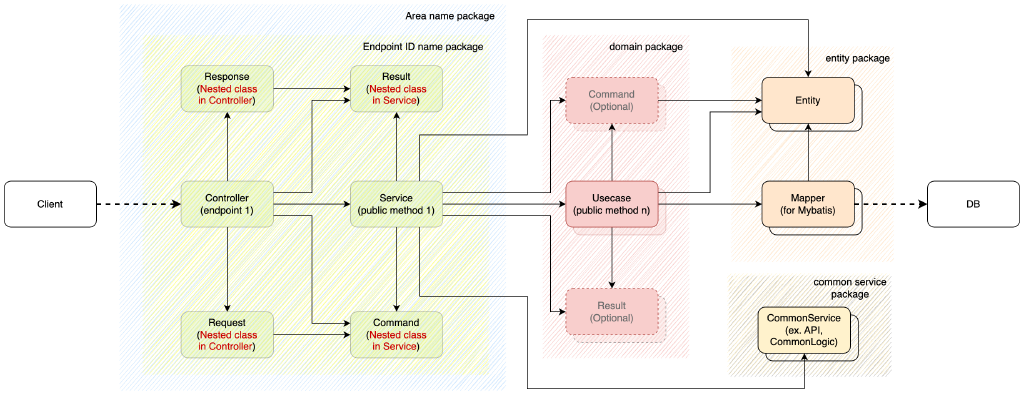 Area name package
Endpoint ID name package
domain package
entity package
Response
(Nested class
in Controller)
Result
(Nested class
in Service)
Command
(Optional)
Entity
Client
Controller
(endpoint 1)
Service
(public method 1)
Usecase
(public method n)
Mapper
(for Mybatis)
DB
common service
package
Request
(Nested class
in Controller)
Command
(Nested class
in Service)
Result
(Optional)
CommonService
(ex. API,
CommonLogic)